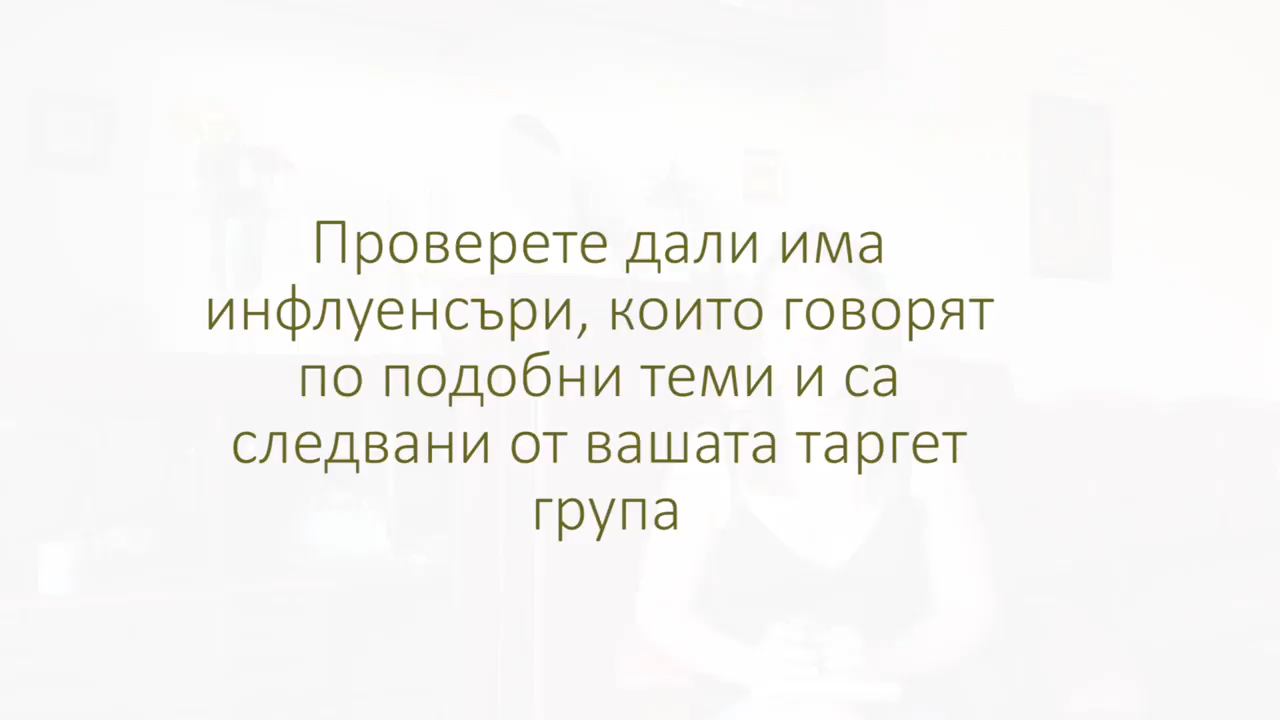 Проверете дали има
инфлуенсъри, които говорят
по подобни теми и са
следвани от вашата таргет
група